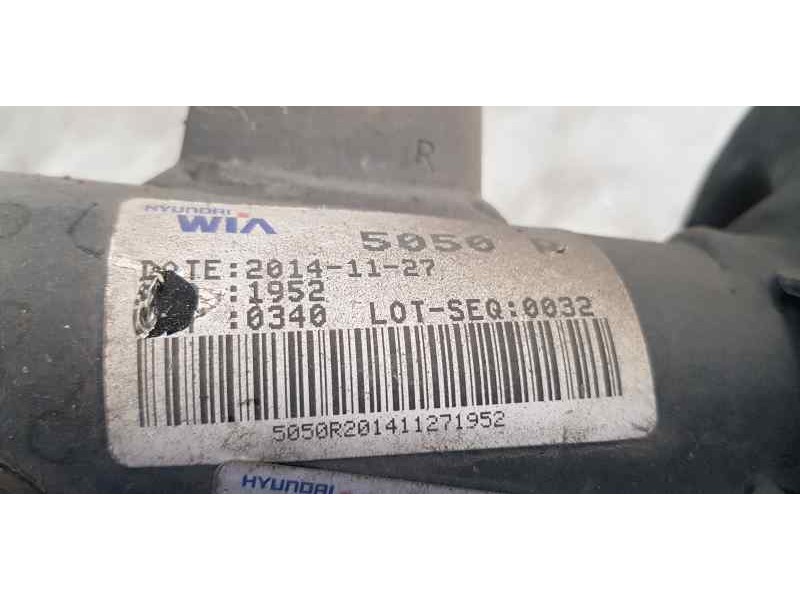 R
HYUNDAI
WIA
5050 R
DATE:2014-11-27
:1952
:0340 LOT-SEQ:0032
5050R201411271952
HYUNDAI